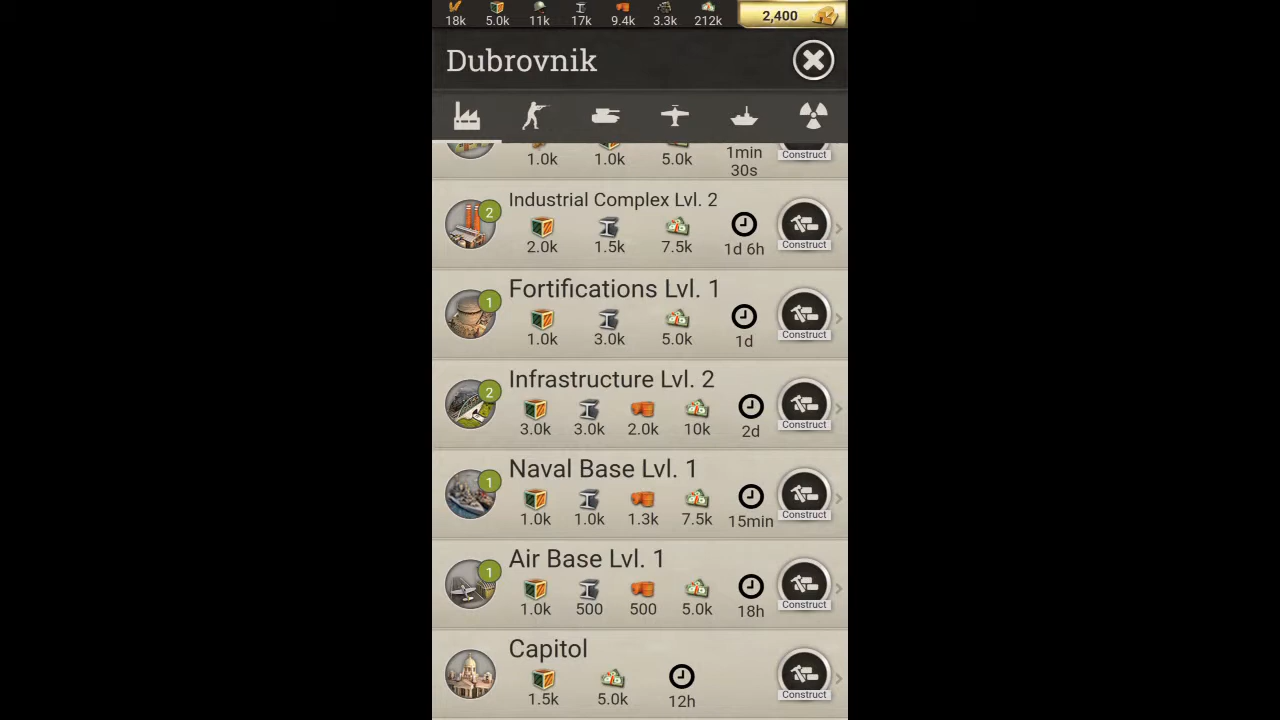 18k 5.0k 11k 17k 9.4k 3.3k 212k 2,400
Dubrovnik
1.0k 1.0k 5.0k 1min
30s
Construct
Industrial Complex Lvl. 2
2
2.0k 1.5k 7.5k 1d 6h
Construct
Fortifications Lvl. 1
1
1.0k 3.0k 5.0k 1d
Construct
Infrastructure Lvl. 2
2
3.0k 3.0k 2.0k 10k 2d
Construct
Naval Base Lvl. 1
1
1.0k 1.0k 1.3k 7.5k 15min
Construct
Air Base Lvl. 1
1
1.0k 500 500 5.0k 18h
Construct
Capitol
1.5k 5.0k 12h
Construct